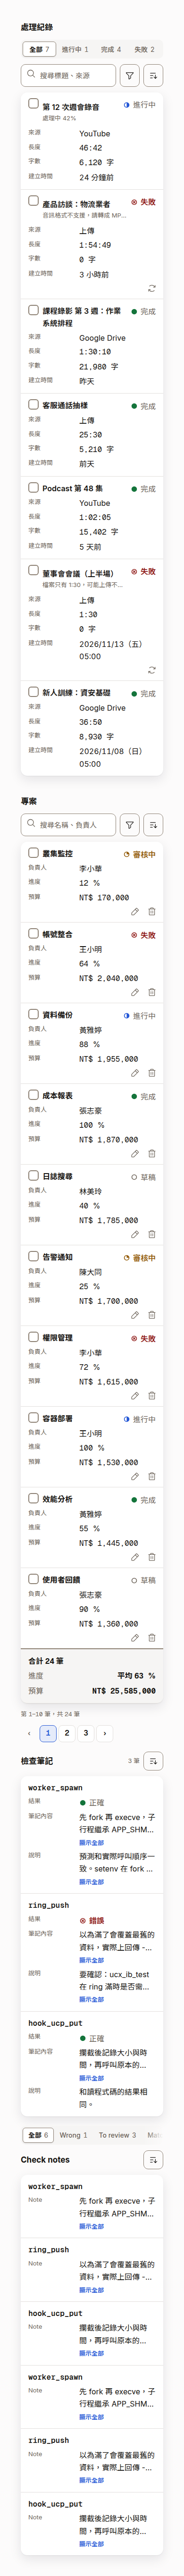 處理紀錄
全部 7 進行中 1 完成 4 失敗 2
搜尋標題、來源
第 12 次週會錄音 進行中
處理中 42%
來源 YouTube
長度 46:42
字數 6,120 字
建立時間 24 分鐘前
產品訪談：物流業者 失敗
音訊格式不支援，請轉成 MP...
來源 上傳
長度 1:54:49
字數 0 字
建立時間 3 小時前
課程錄影 第 3 週：作業 完成
系統排程
來源 Google Drive
長度 1:30:10
字數 21,980 字
建立時間 昨天
客服通話抽樣 完成
來源 上傳
長度 25:30
字數 5,210 字
建立時間 前天
Podcast 第 48 集 完成
來源 YouTube
長度 1:02:05
字數 15,402 字
建立時間 5 天前
董事會會議（上半場） 失敗
檔案只有 1:30，可能上傳不...
來源 上傳
長度 1:30
字數 0 字
建立時間 2026/11/13（五）
05:00
新人訓練：資安基礎 完成
來源 Google Drive
長度 36:50
字數 8,930 字
建立時間 2026/11/08（日）
05:00
專案
搜尋名稱、負責人
叢集監控 審核中
負責人 李小華
進度 12 %
預算 NT$ 170,000
帳號整合 失敗
負責人 王小明
進度 64 %
預算 NT$ 2,040,000
資料備份 進行中
負責人 黃雅婷
進度 88 %
預算 NT$ 1,955,000
成本報表 完成
負責人 張志豪
進度 100 %
預算 NT$ 1,870,000
日誌搜尋 草稿
負責人 林美玲
進度 40 %
預算 NT$ 1,785,000
告警通知 審核中
負責人 陳大同
進度 25 %
預算 NT$ 1,700,000
權限管理 失敗
負責人 李小華
進度 72 %
預算 NT$ 1,615,000
容器部署 進行中
負責人 王小明
進度 100 %
預算 NT$ 1,530,000
效能分析 完成
負責人 黃雅婷
進度 55 %
預算 NT$ 1,445,000
使用者回饋 草稿
負責人 張志豪
進度 90 %
預算 NT$ 1,360,000
合計 24 筆
進度 平均 63 %
預算 NT$ 25,585,000
第 1–10 筆，共 24 筆
‹ 1 2 3 ›
檢查筆記 3 筆
worker_spawn
結果 正確
筆記內容 先 fork 再 execve，子
行程繼承 APP_SHM...
顯示全部
說明 預測和實際呼叫順序一
致。setenv 在 fork ...
顯示全部
ring_push
結果 錯誤
筆記內容 以為滿了會覆蓋最舊的
資料，實際上回傳 -...
顯示全部
說明 要確認：ucx_ib_test
在 ring 滿時是否需...
顯示全部
hook_ucp_put
結果 正確
筆記內容 攔截後記錄大小與時
間，再呼叫原本的...
顯示全部
說明 和讀程式碼的結果相
同。
全部 6 Wrong 1 To review 3
Check notes
worker_spawn
Note 先 fork 再 execve，子
行程繼承 APP_SHM...
顯示全部
ring_push
Note 以為滿了會覆蓋最舊的
資料，實際上回傳 -...
顯示全部
hook_ucp_put
Note 攔截後記錄大小與時
間，再呼叫原本的...
顯示全部
worker_spawn
Note 先 fork 再 execve，子
行程繼承 APP_SHM...
顯示全部
ring_push
Note 以為滿了會覆蓋最舊的
資料，實際上回傳 -...
顯示全部
hook_ucp_put
Note 攔截後記錄大小與時
間，再呼叫原本的...
顯示全部